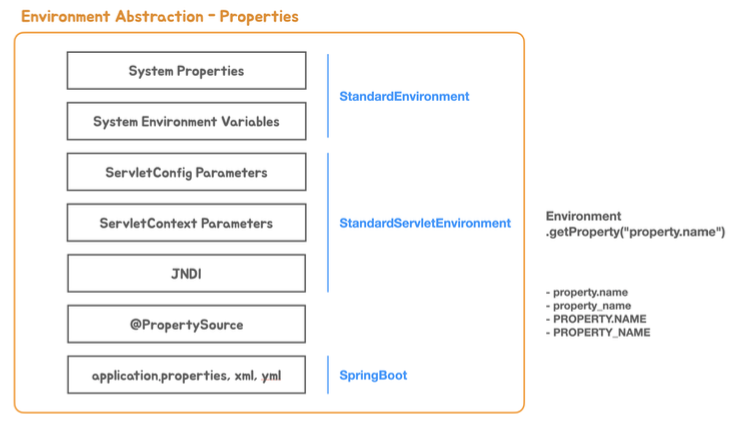 Environment Abstraction - Properties
System Properties
StandardEnvironment
System Environment Variables
ServletConfig Parameters
ServletContext Parameters
StandardServletEnvironment
JNDI
@PropertySource
application.properties, xml, yml
SpringBoot
Environment
.getProperty("property.name")
- property.name
- property_name
- PROPERTY.NAME
- PROPERTY_NAME